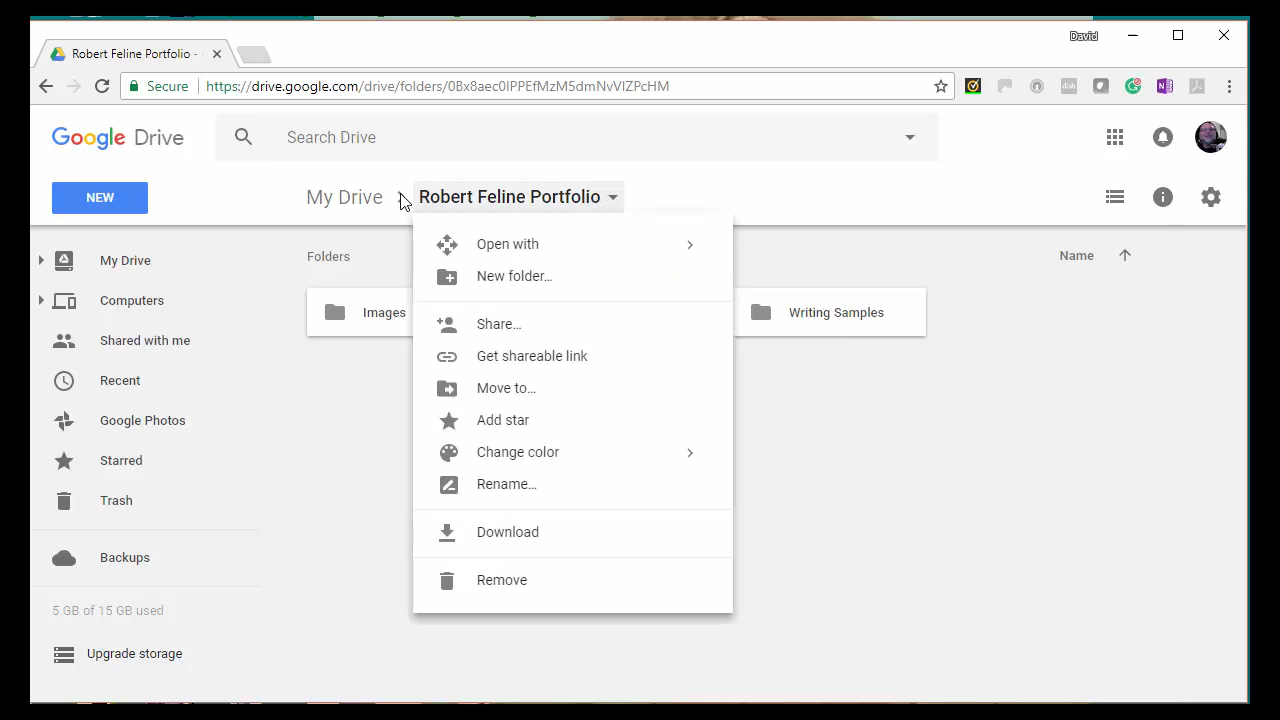 Robert Feline Portfolio -
David
Secure
https://drive.google.com/drive/folders/0Bx8aec0lPPEfMzM5dmNvVlZPcHM
Google Drive
Search Drive
NEW
My Drive
Robert Feline Portfolio
My Drive
Computers
Shared with me
Recent
Google Photos
Starred
Trash
Backups
5 GB of 15 GB used
Upgrade storage
Folders
Name
Images
Writing Samples
Open with
New folder...
Share...
Get shareable link
Move to...
Add star
Change color
Rename...
Download
Remove